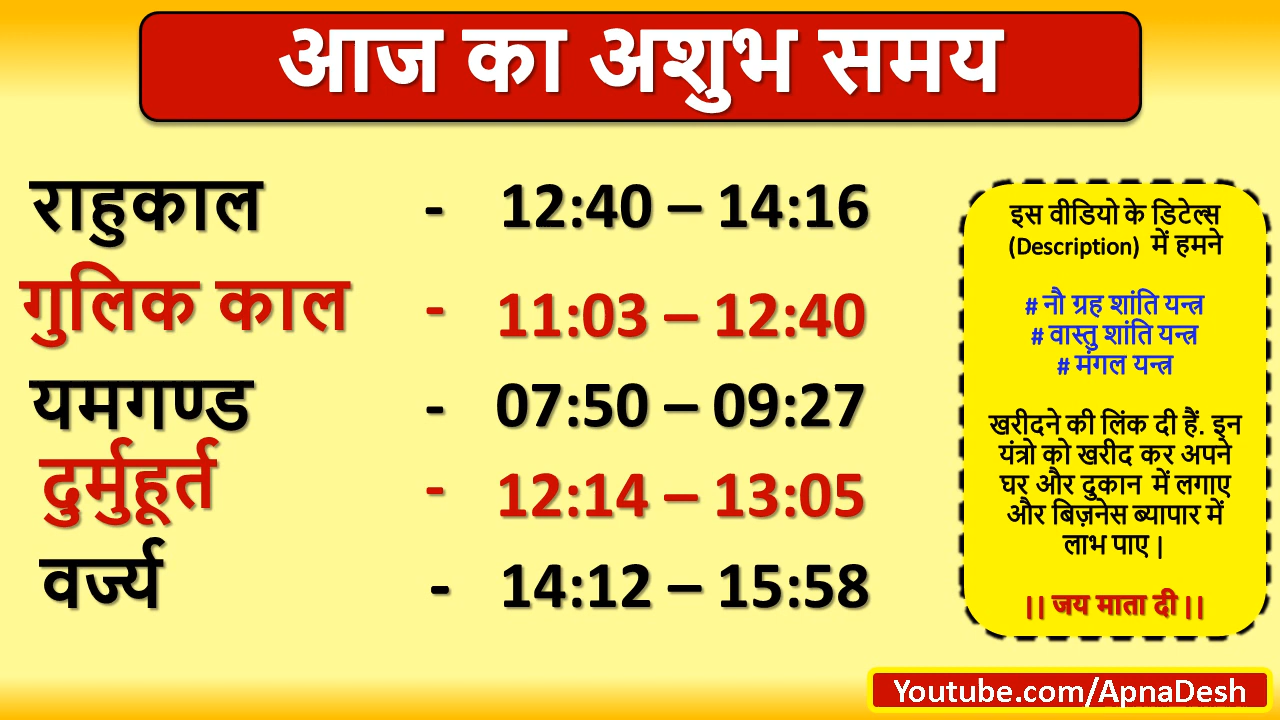 आज का अशुभ समय
राहुकाल - 12:40 – 14:16
गुलिक काल - 11:03 – 12:40
यमगण्ड - 07:50 – 09:27
दुर्मुहूर्त - 12:14 – 13:05
वर्ज्य - 14:12 – 15:58
इस वीडियो के डिटेल्स
(Description) में हमने
# नौ ग्रह शांति यन्त्र
# वास्तु शांति यन्त्र
# मंगल यन्त्र
खरीदने की लिंक दी हैं. इन
यंत्रो को खरीद कर अपने
घर और दुकान में लगाए
और बिज़नेस ब्यापार में
लाभ पाए |
|| जय माता दी ||
Youtube.com/ApnaDesh